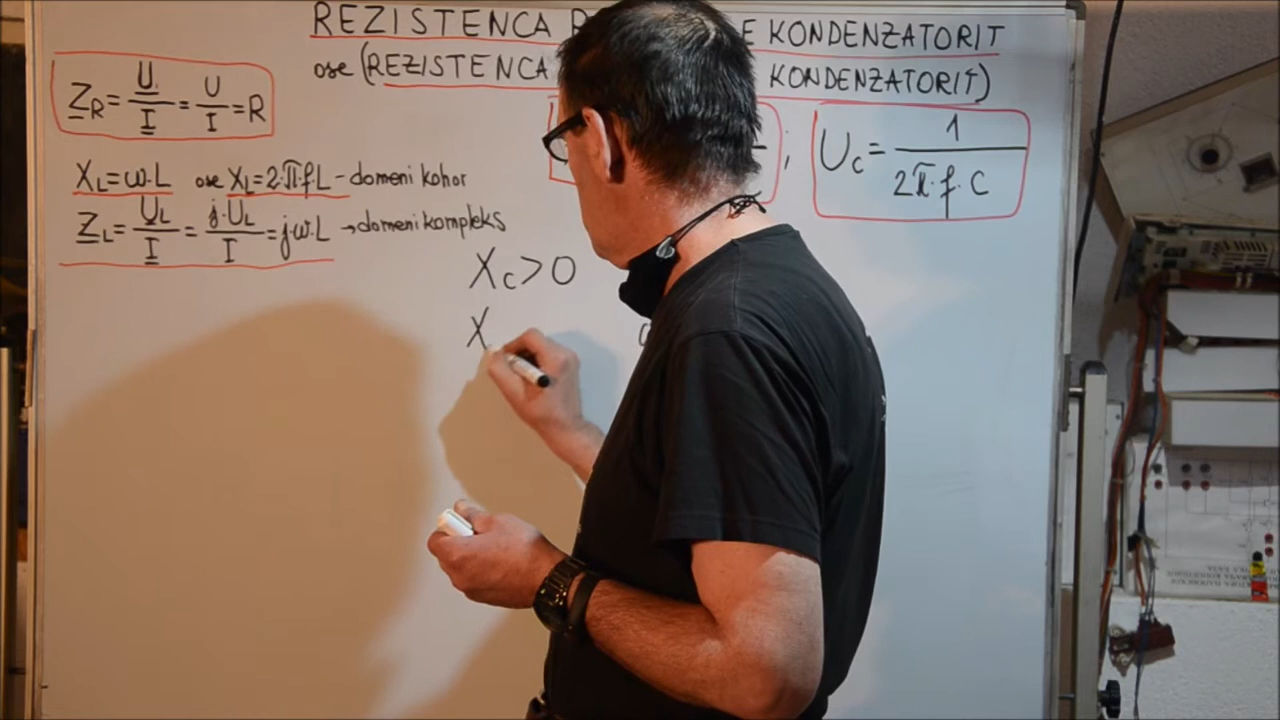 REZISTENCA E KONDENZATORIT
ose (REZISTENCA KONDENZATORIT)
Z_R = U/I = U/I = R
; U_C = 1/(2π·f·C)
X_L=ω·L ose X_L=2·π·f·L - domeni kohor
Z_L = U_L/I = j·U_L/I = j·ω·L → domeni kompleks
X_C>0
X